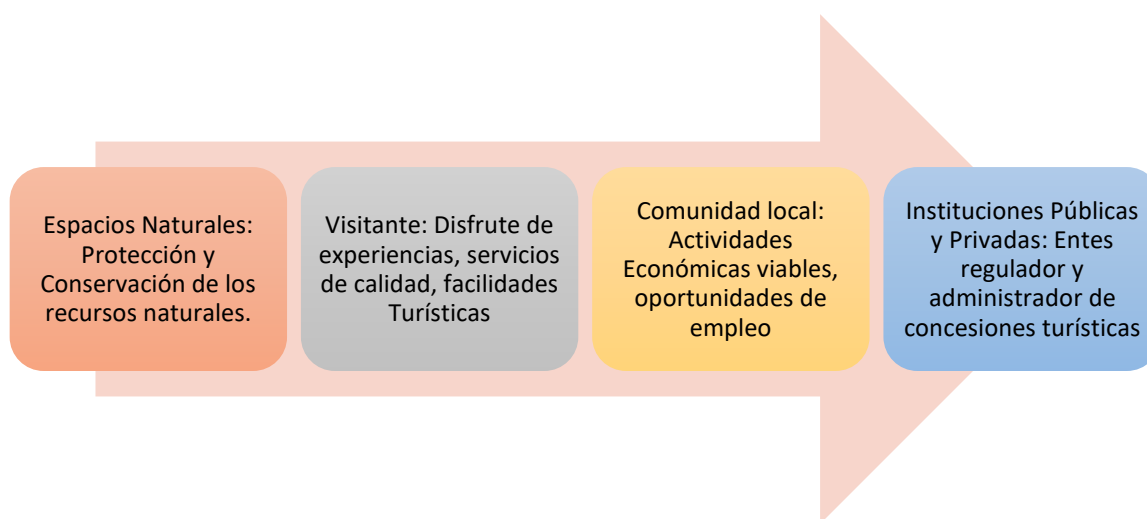 Espacios Naturales:
Protección y
Conservación de los
recursos naturales.
Visitante: Disfrute de
experiencias, servicios
de calidad, facilidades
Turísticas
Comunidad local:
Actividades
Económicas viables,
oportunidades de
empleo
Instituciones Públicas
y Privadas: Entes
regulador y
administrador de
concesiones turísticas